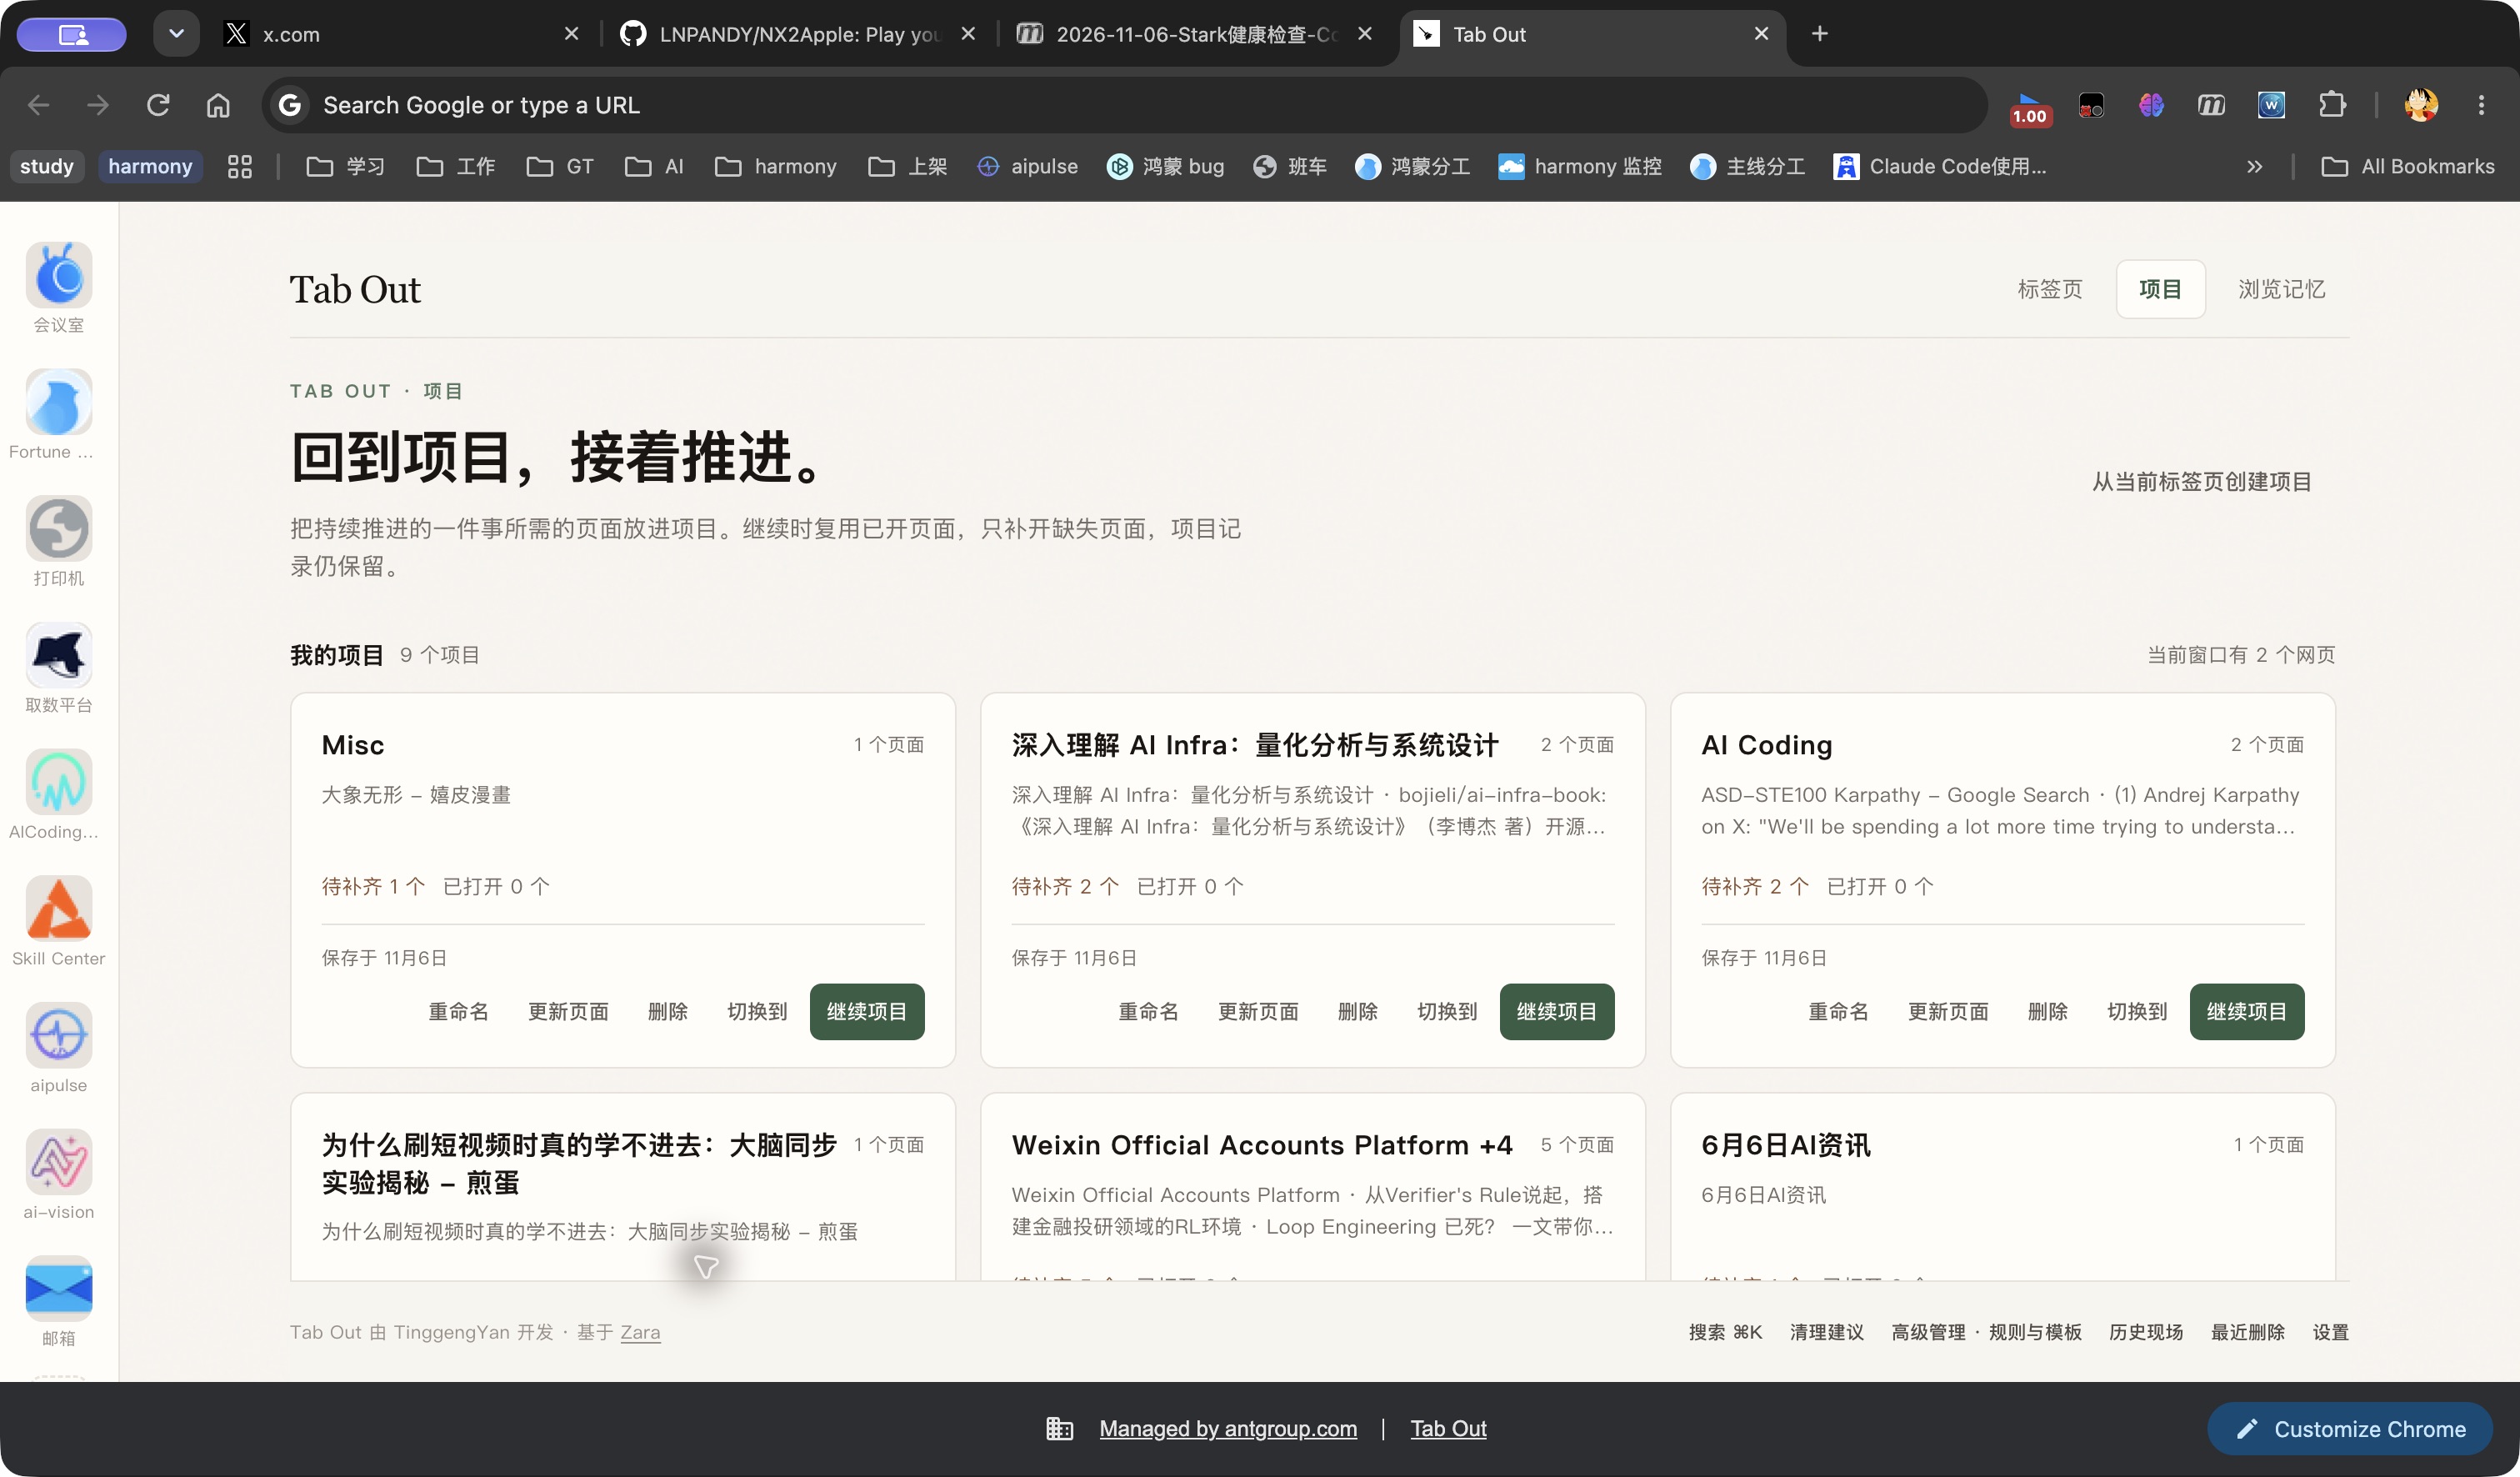 x.com
LNPANDY/NX2Apple: Play you
2026-11-06-Stark健康检查-Co
Tab Out
Search Google or type a URL
1.00
study
harmony
学习
工作
GT
AI
harmony
上架
aipulse
鸿蒙 bug
班车
鸿蒙分工
harmony 监控
主线分工
Claude Code使用...
All Bookmarks
会议室
Fortune ...
打印机
取数平台
AICoding...
Skill Center
aipulse
ai-vision
邮箱
Tab Out
标签页
项目
浏览记忆
TAB OUT · 项目
回到项目，接着推进。
从当前标签页创建项目
把持续推进的一件事所需的页面放进项目。继续时复用已开页面，只补开缺失页面，项目记
录仍保留。
我的项目 9 个项目
当前窗口有 2 个网页
Misc
1 个页面
大象无形 – 嬉皮漫畫
待补齐 1 个 已打开 0 个
保存于 11月6日
重命名 更新页面 删除 切换到 继续项目
深入理解 AI Infra：量化分析与系统设计
2 个页面
深入理解 AI Infra：量化分析与系统设计 · bojieli/ai-infra-book:
《深入理解 AI Infra：量化分析与系统设计》（李博杰 著）开源...
待补齐 2 个 已打开 0 个
保存于 11月6日
重命名 更新页面 删除 切换到 继续项目
AI Coding
2 个页面
ASD-STE100 Karpathy – Google Search · (1) Andrej Karpathy
on X: "We'll be spending a lot more time trying to understa...
待补齐 2 个 已打开 0 个
保存于 11月6日
重命名 更新页面 删除 切换到 继续项目
为什么刷短视频时真的学不进去：大脑同步
实验揭秘 – 煎蛋
1 个页面
为什么刷短视频时真的学不进去：大脑同步实验揭秘 – 煎蛋
Weixin Official Accounts Platform +4
5 个页面
Weixin Official Accounts Platform · 从Verifier's Rule说起，搭
建金融投研领域的RL环境 · Loop Engineering 已死？ 一文带你...
6月6日AI资讯
1 个页面
6月6日AI资讯
Tab Out 由 TinggengYan 开发 · 基于 Zara
搜索 ⌘K 清理建议 高级管理 · 规则与模板 历史现场 最近删除 设置
Managed by antgroup.com | Tab Out
Customize Chrome